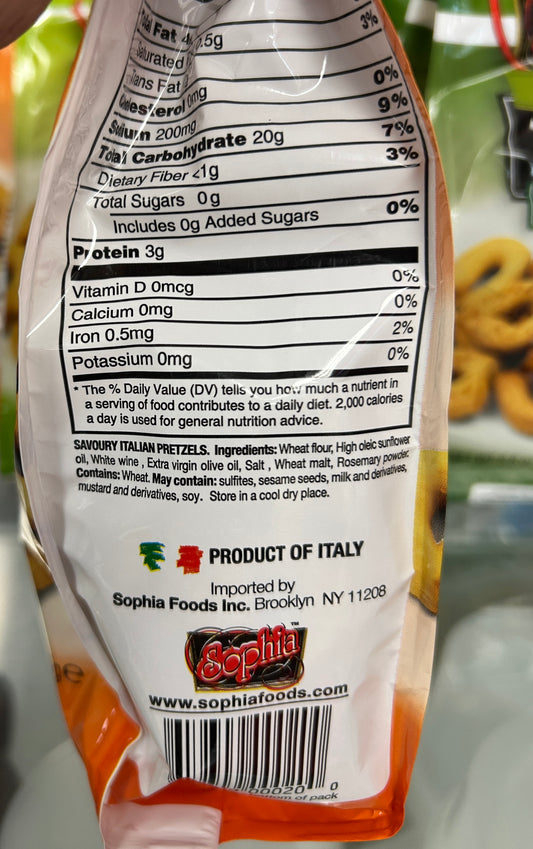 Total Fat 4.5g
3%
Saturated
Trans Fat
0%
Cholesterol 0mg
9%
Sodium 200mg
7%
Total Carbohydrate 20g
3%
Dietary Fiber <1g
Total Sugars 0g
Includes 0g Added Sugars 0%
Protein 3g
Vitamin D 0mcg 0%
Calcium 0mg 0%
Iron 0.5mg 2%
Potassium 0mg 0%
* The % Daily Value (DV) tells you how much a nutrient in
a serving of food contributes to a daily diet. 2,000 calories
a day is used for general nutrition advice.
SAVOURY ITALIAN PRETZELS. Ingredients: Wheat flour, High oleic sunflower
oil, White wine , Extra virgin olive oil, Salt , Wheat malt, Rosemary powder.
Contains: Wheat. May contain: sulfites, sesame seeds, milk and derivatives,
mustard and derivatives, soy. Store in a cool dry place.
PRODUCT OF ITALY
Imported by
Sophia Foods Inc. Brooklyn NY 11208
Sophia™
www.sophiafoods.com
00020 0
of pack
e